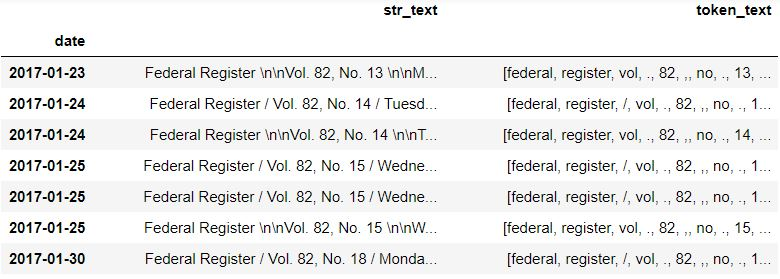 str_text token_text
date
2017-01-23 Federal Register \n\nVol. 82, No. 13 \n\nM... [federal, register, vol, ., 82, ,, no, ., 13, ...
2017-01-24 Federal Register / Vol. 82, No. 14 / Tuesd... [federal, register, /, vol, ., 82, ,, no, ., 1...
2017-01-24 Federal Register \n\nVol. 82, No. 14 \n\nT... [federal, register, vol, ., 82, ,, no, ., 14, ...
2017-01-25 Federal Register / Vol. 82, No. 15 / Wedne... [federal, register, /, vol, ., 82, ,, no, ., 1...
2017-01-25 Federal Register / Vol. 82, No. 15 / Wedne... [federal, register, /, vol, ., 82, ,, no, ., 1...
2017-01-25 Federal Register \n\nVol. 82, No. 15 \n\nW... [federal, register, vol, ., 82, ,, no, ., 15, ...
2017-01-30 Federal Register / Vol. 82, No. 18 / Monda... [federal, register, /, vol, ., 82, ,, no, ., 1...